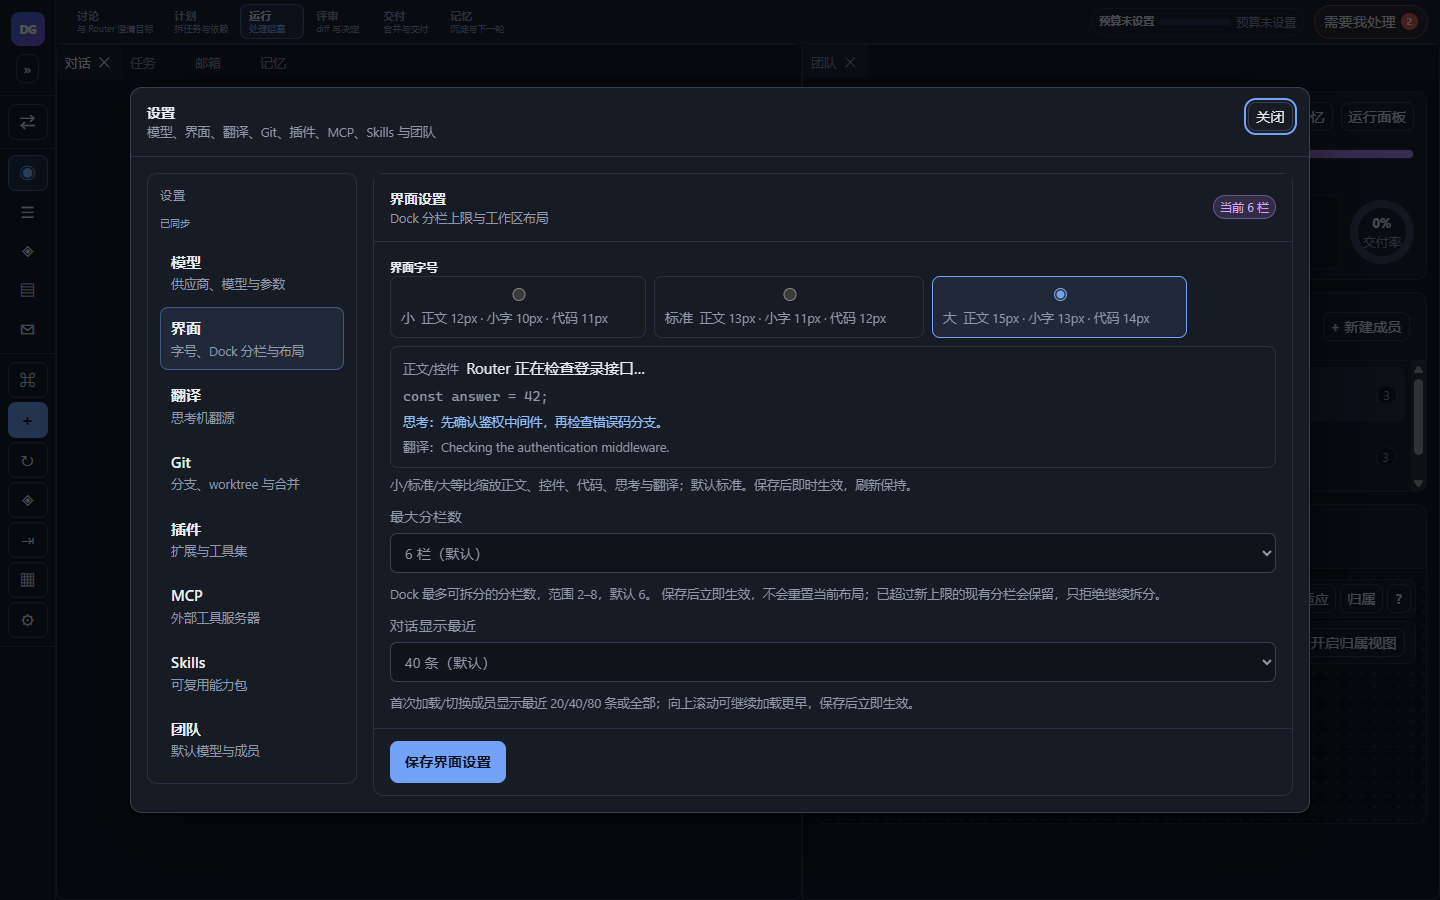 DG
讨论
与 Router 澄清目标
计划
拆任务与依赖
运行
处理阻塞
评审
diff 与决定
交付
合并与交付
记忆
沉淀与下一轮
预算未设置
预算未设置
需要我处理 2
»
对话
任务
邮箱
记忆
团队
设置
模型、界面、翻译、Git、插件、MCP、Skills 与团队
关闭
忆
运行面板
设置
已同步
模型
供应商、模型与参数
界面
字号、Dock 分栏与布局
翻译
思考机翻源
Git
分支、worktree 与合并
插件
扩展与工具集
MCP
外部工具服务器
Skills
可复用能力包
团队
默认模型与成员
界面设置
Dock 分栏上限与工作区布局
当前 6 栏
界面字号
小 正文 12px · 小字 10px · 代码 11px
标准 正文 13px · 小字 11px · 代码 12px
大 正文 15px · 小字 13px · 代码 14px
正文/控件 Router 正在检查登录接口...
const answer = 42;
思考：先确认鉴权中间件，再检查错误码分支。
翻译：Checking the authentication middleware.
小/标准/大等比缩放正文、控件、代码、思考与翻译；默认标准。保存后即时生效，刷新保持。
最大分栏数
6 栏（默认）
Dock 最多可拆分的分栏数，范围 2–8，默认 6。 保存后立即生效，不会重置当前布局；已超过新上限的现有分栏会保留，只拒绝继续拆分。
对话显示最近
40 条（默认）
首次加载/切换成员显示最近 20/40/80 条或全部；向上滚动可继续加载更早，保存后立即生效。
保存界面设置
0%
交付率
+ 新建成员
3
3
适应
归属
?
开启归属视图